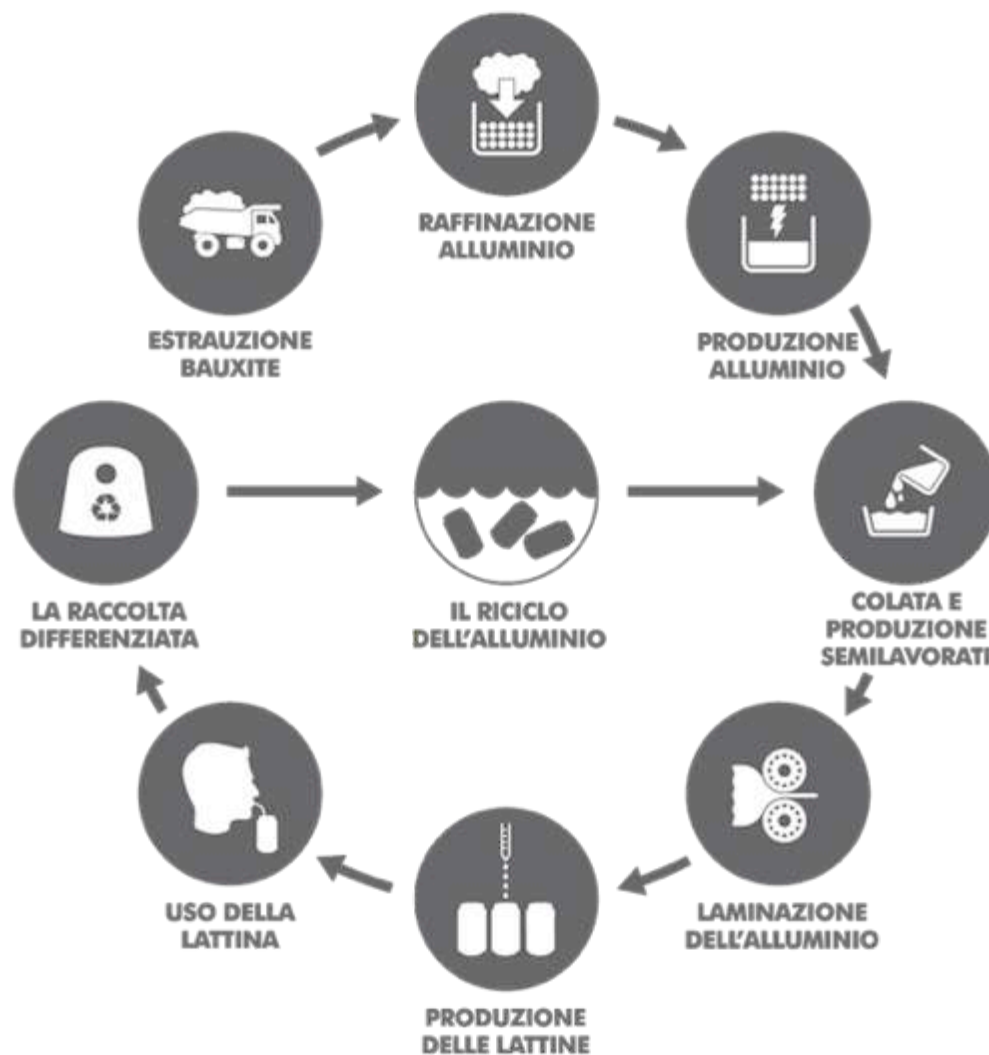 RAFFINAZIONE
ALLUMINIO
ESTRAUZIONE
BAUXITE
PRODUZIONE
ALLUMINIO
LA RACCOLTA
DIFFERENZIATA
IL RICICLO
DELL'ALLUMINIO
COLATA E
PRODUZIONE
SEMILAVORATI
USO DELLA
LATTINA
LAMINAZIONE
DELL'ALLUMINIO
PRODUZIONE
DELLE LATTINE